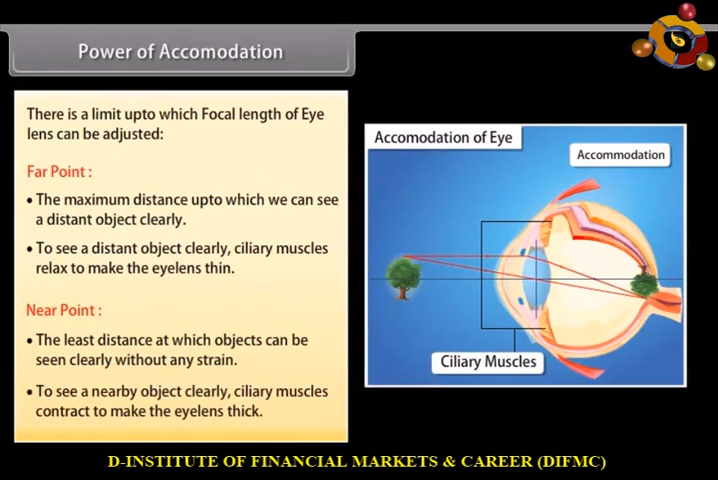 Power of Accomodation
There is a limit upto which Focal length of Eye
lens can be adjusted:
Far Point :
• The maximum distance upto which we can see
a distant object clearly.
• To see a distant object clearly, ciliary muscles
relax to make the eyelens thin.
Near Point :
• The least distance at which objects can be
seen clearly without any strain.
• To see a nearby object clearly, ciliary muscles
contract to make the eyelens thick.
Accomodation of Eye
Accommodation
Ciliary Muscles
D-INSTITUTE OF FINANCIAL MARKETS & CAREER (DIFMC)